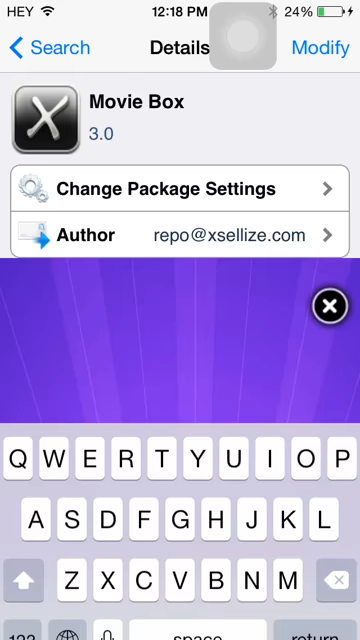 HEY 12:18 PM 24%
Search Details Modify
Movie Box
3.0
Change Package Settings
Author repo@xsellize.com
Q W E R T Y U I O P
A S D F G H J K L
Z X C V B N M
123 space return